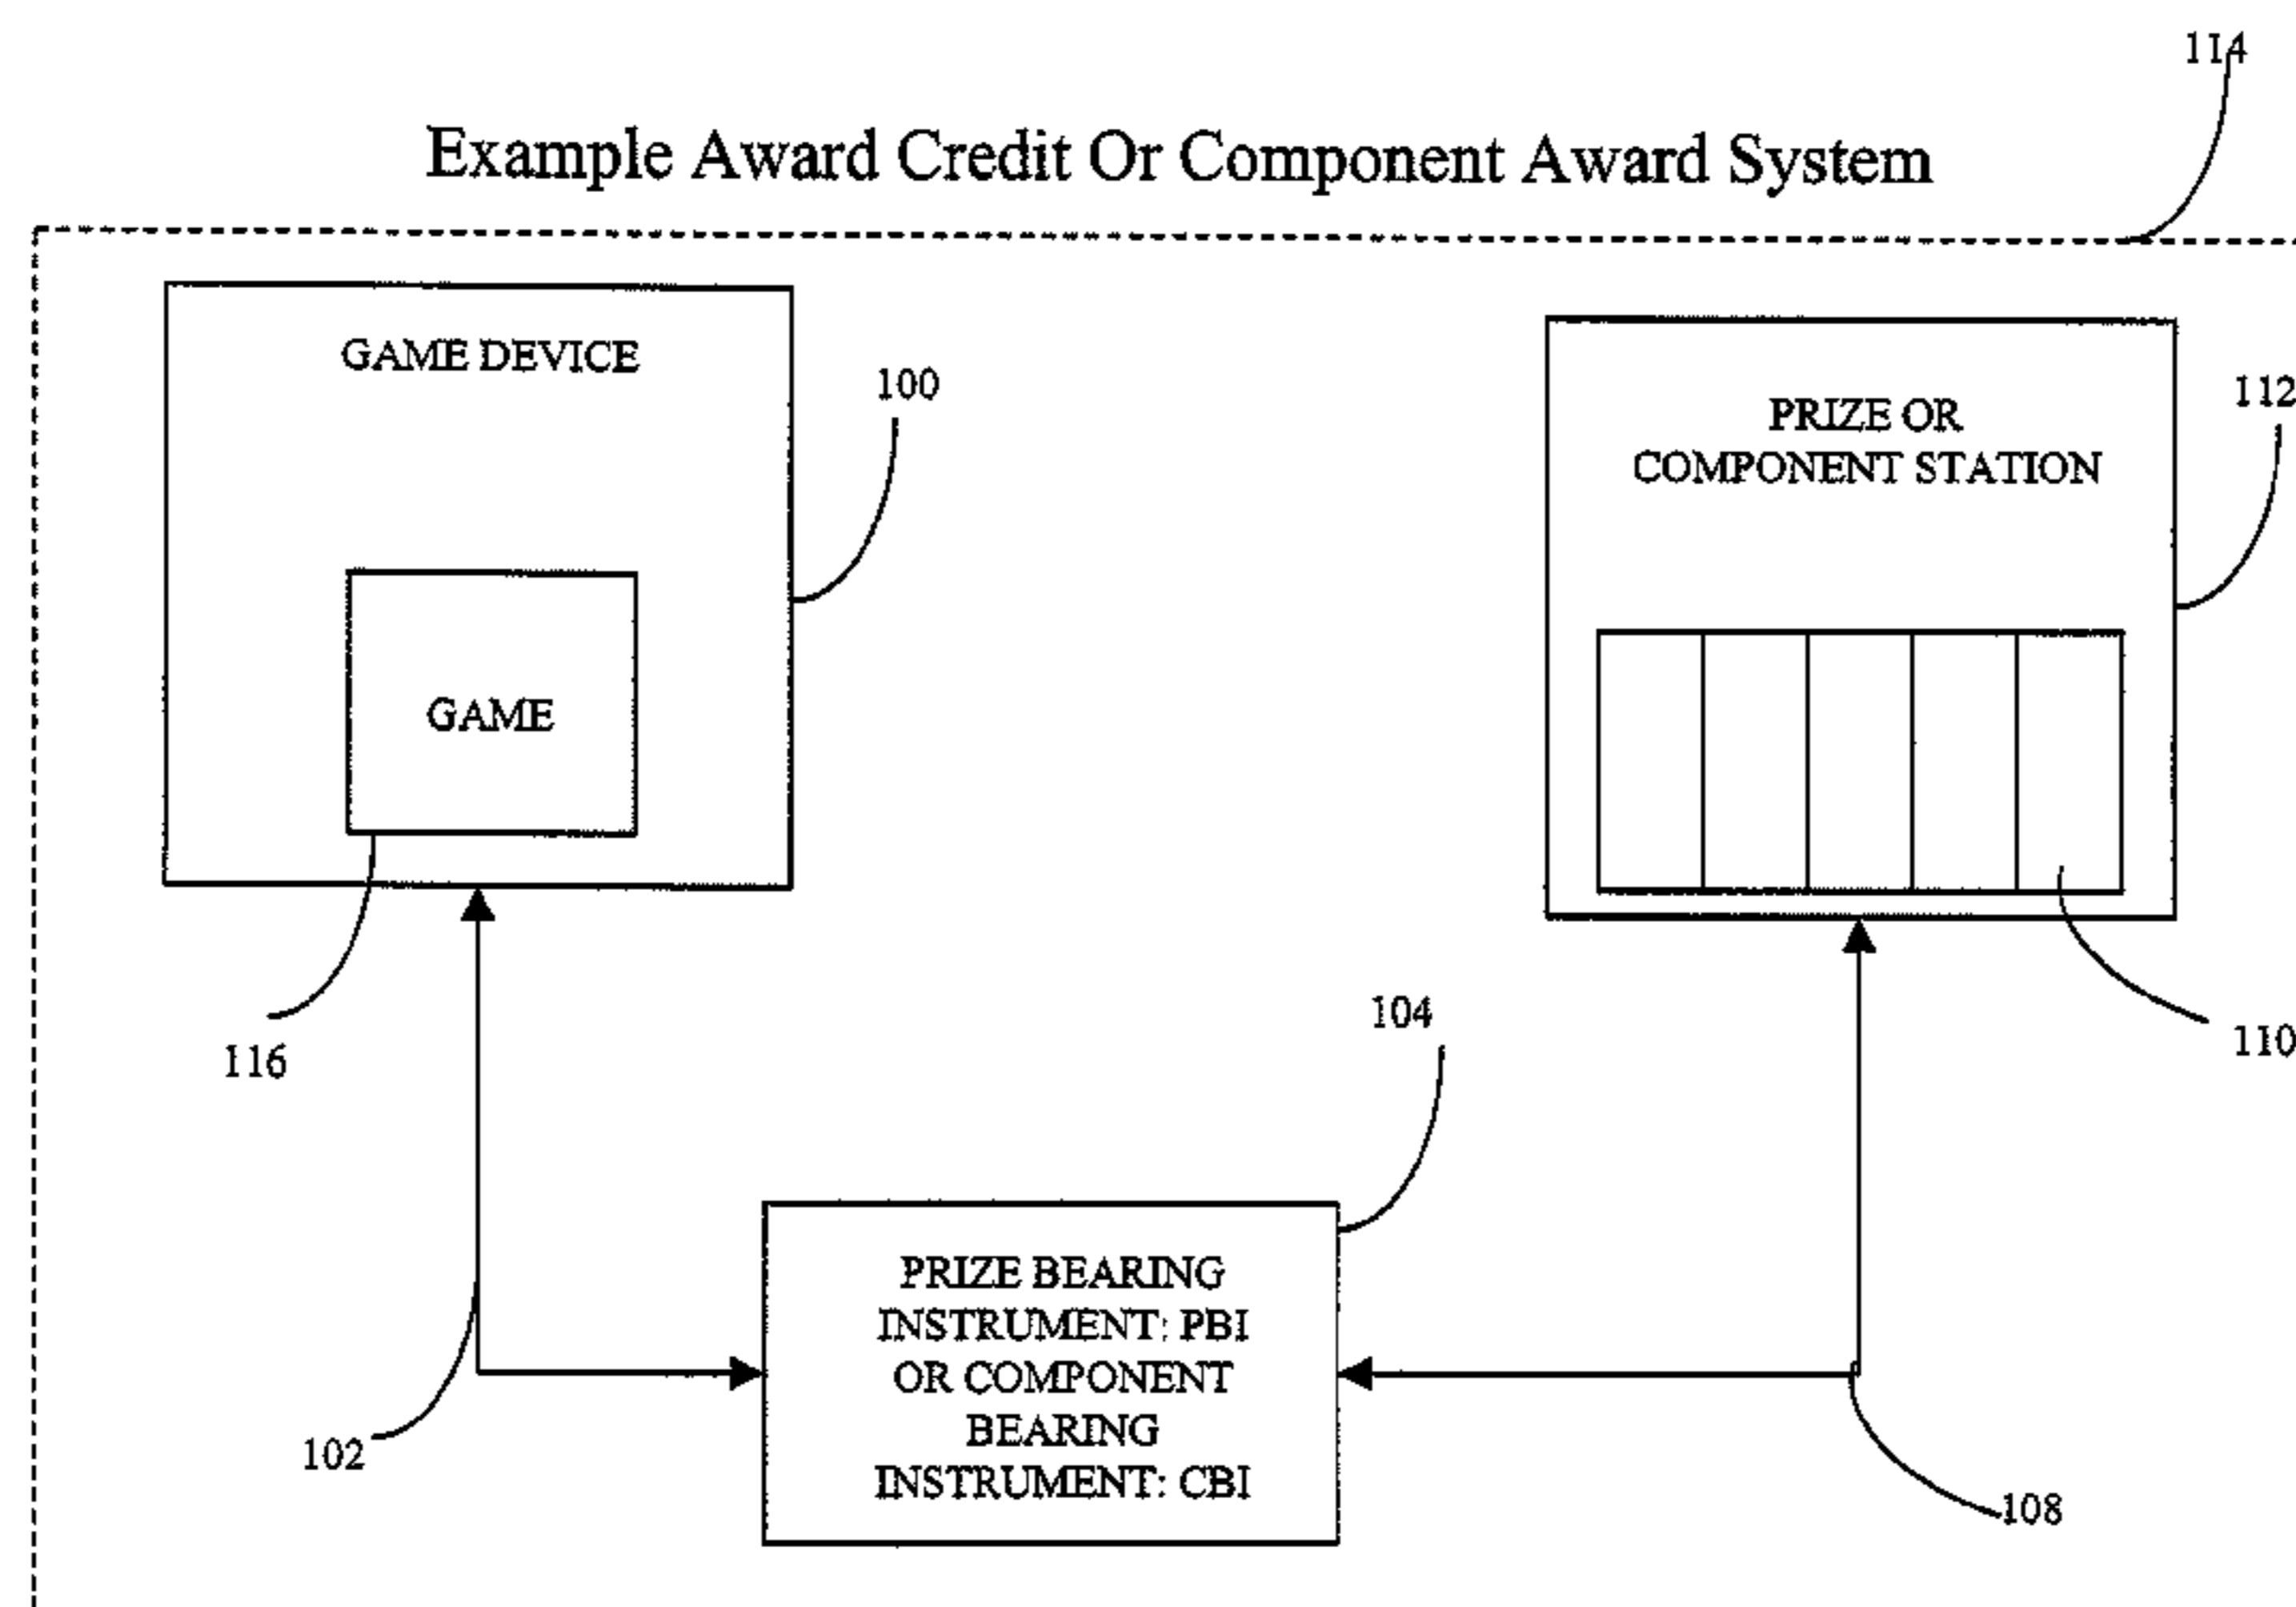 114
Example Award Credit Or Component Award System
GAME DEVICE
100
PRIZE OR
COMPONENT STATION
112
GAME
116
110
104
PRIZE BEARING
INSTRUMENT: PBI
OR COMPONENT
BEARING
INSTRUMENT: CBI
102
108